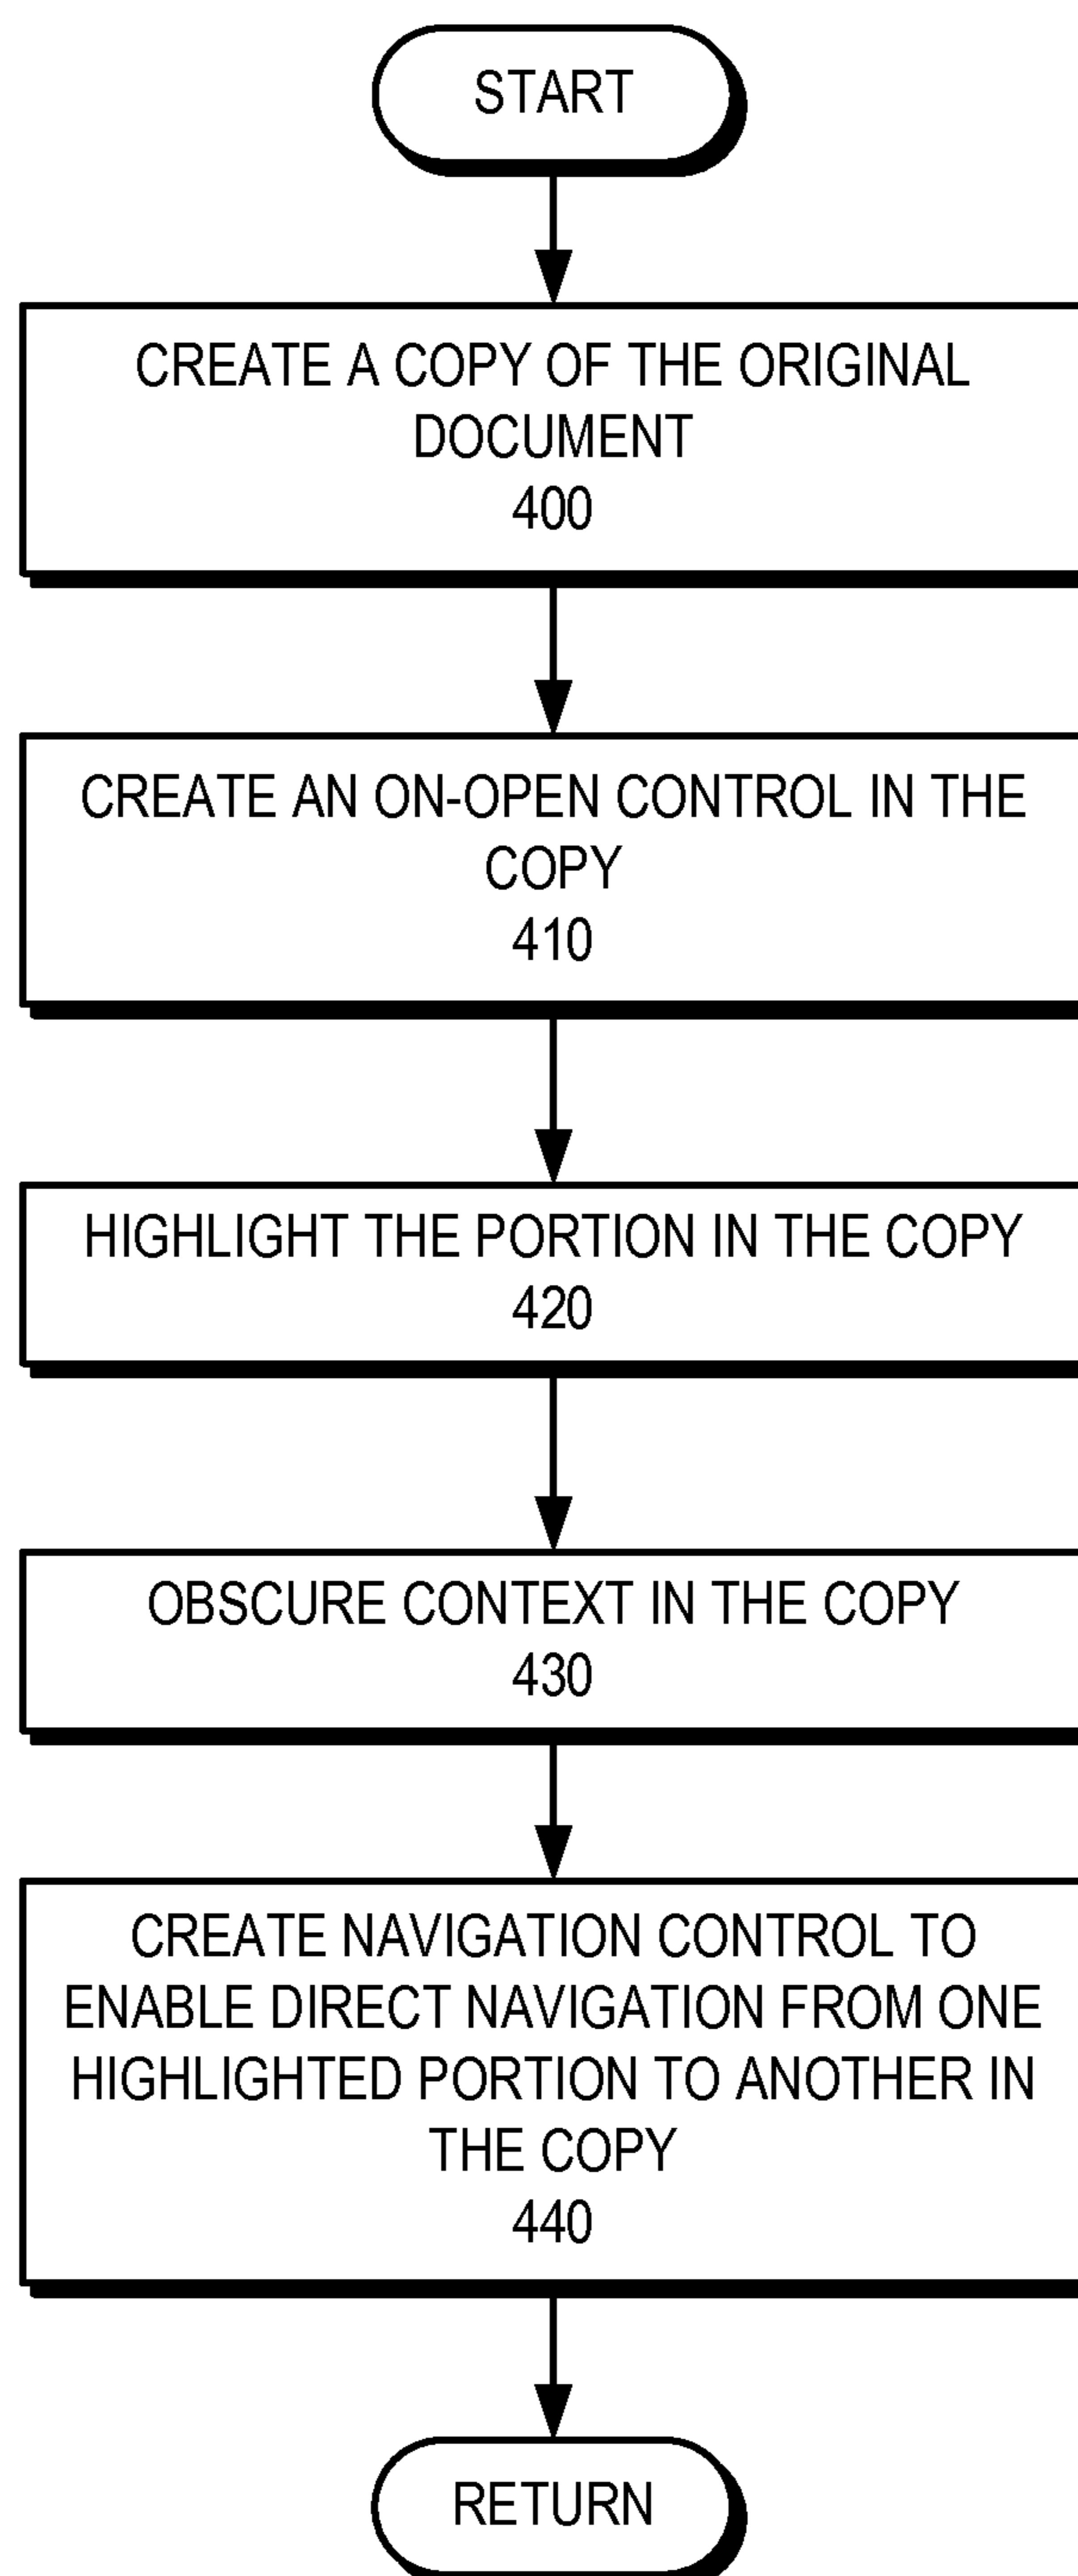 START
CREATE A COPY OF THE ORIGINAL
DOCUMENT
400
CREATE AN ON-OPEN CONTROL IN THE
COPY
410
HIGHLIGHT THE PORTION IN THE COPY
420
OBSCURE CONTEXT IN THE COPY
430
CREATE NAVIGATION CONTROL TO
ENABLE DIRECT NAVIGATION FROM ONE
HIGHLIGHTED PORTION TO ANOTHER IN
THE COPY
440
RETURN